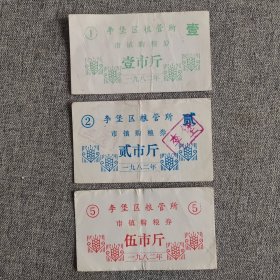 ① 李堡区粮管所 壹
市镇购粮券
壹市斤
一九八二年
② 李堡区粮管所 贰
市镇购粮券
贰市斤
一九八二年
⑤ 李堡区粮管所 ⑤
市镇购粮券
伍市斤
一九八二年